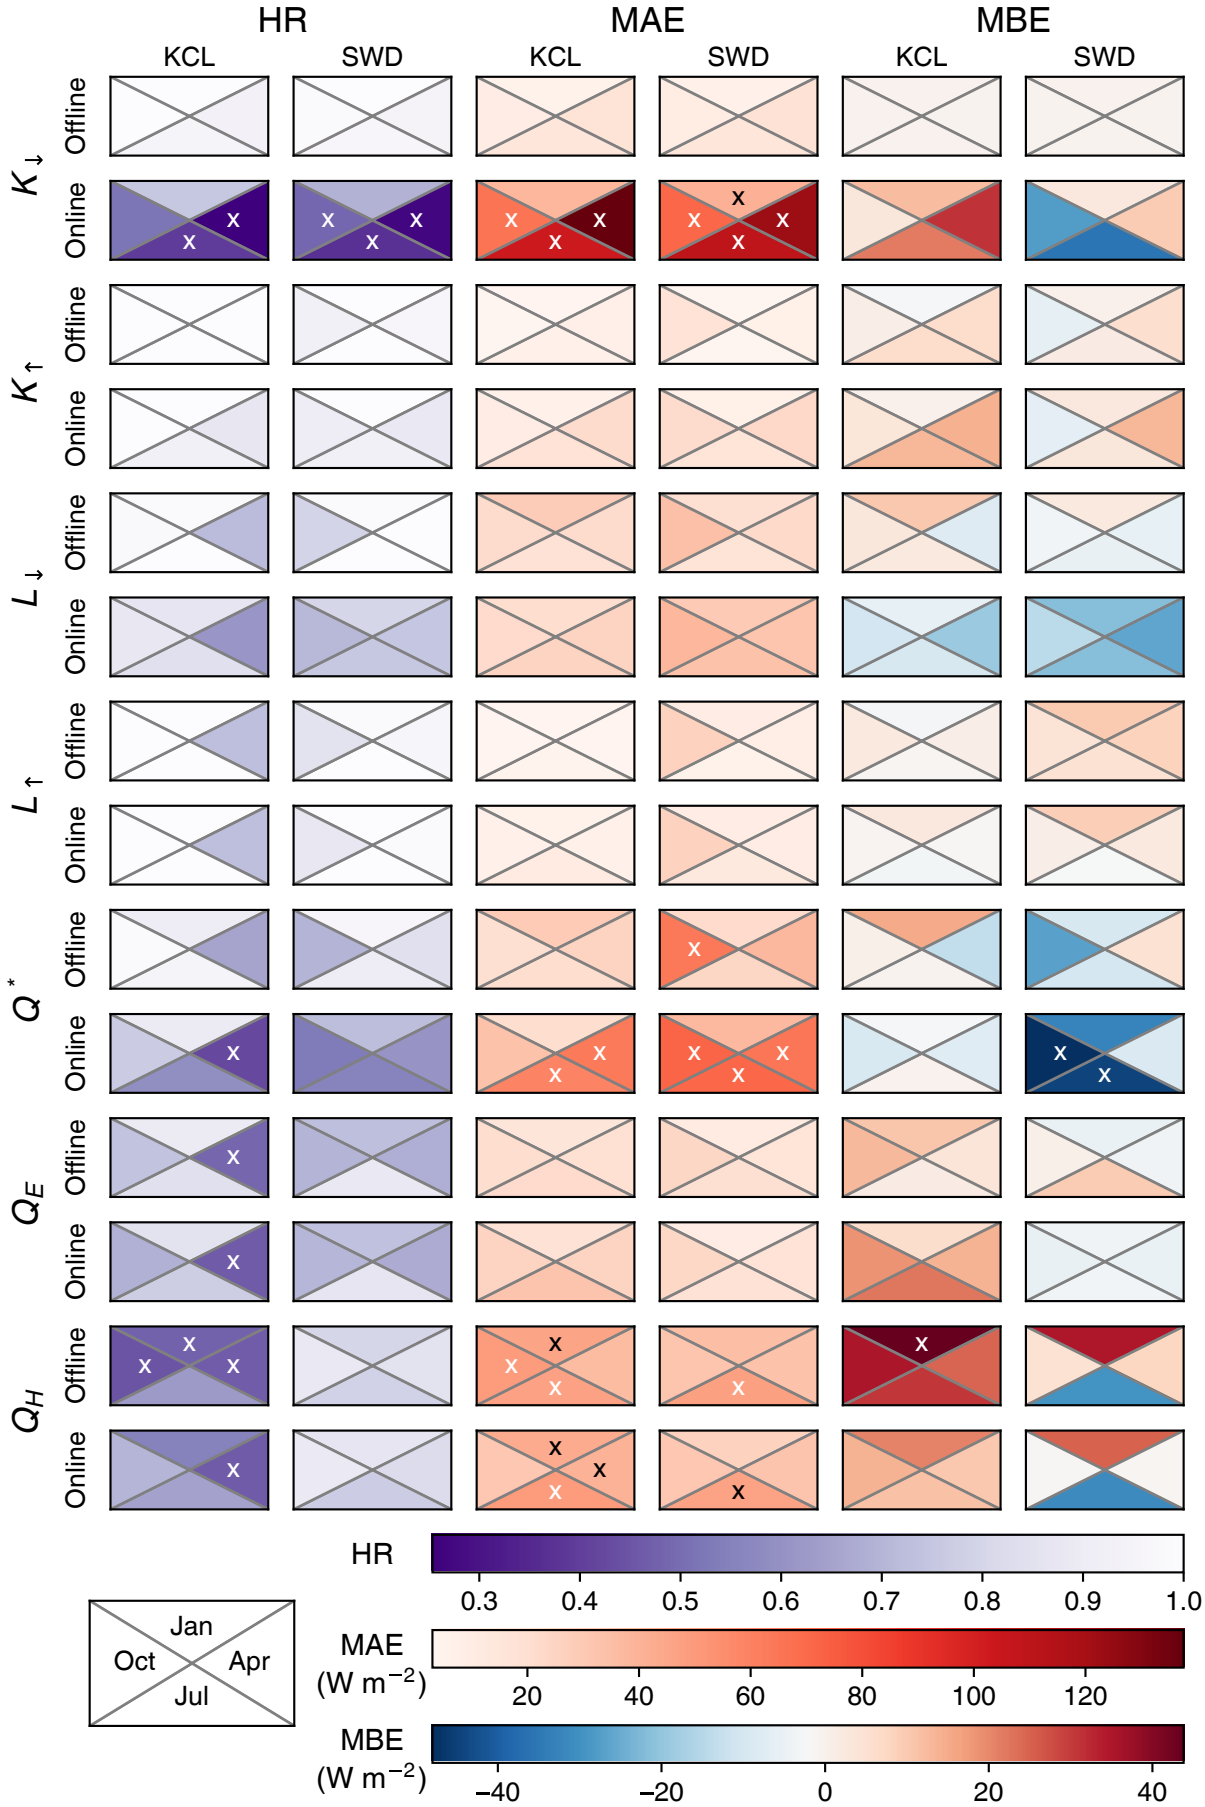 HR MAE MBE
KCL SWD KCL SWD KCL SWD
K↓ Offline
Online X X X X X X X X X X X X
K↑ Offline
Online
L↓ Offline
Online
L↑ Offline
Online
Q* Offline X
Online X X X X X X X X
Q_E Offline X
Online X
Q_H Offline X X X X X X X X
Online X X X X X
HR
0.3 0.4 0.5 0.6 0.7 0.8 0.9 1.0
Jan
Oct Apr
Jul
MAE
(W m⁻²)
20 40 60 80 100 120
MBE
(W m⁻²)
−40 −20 0 20 40